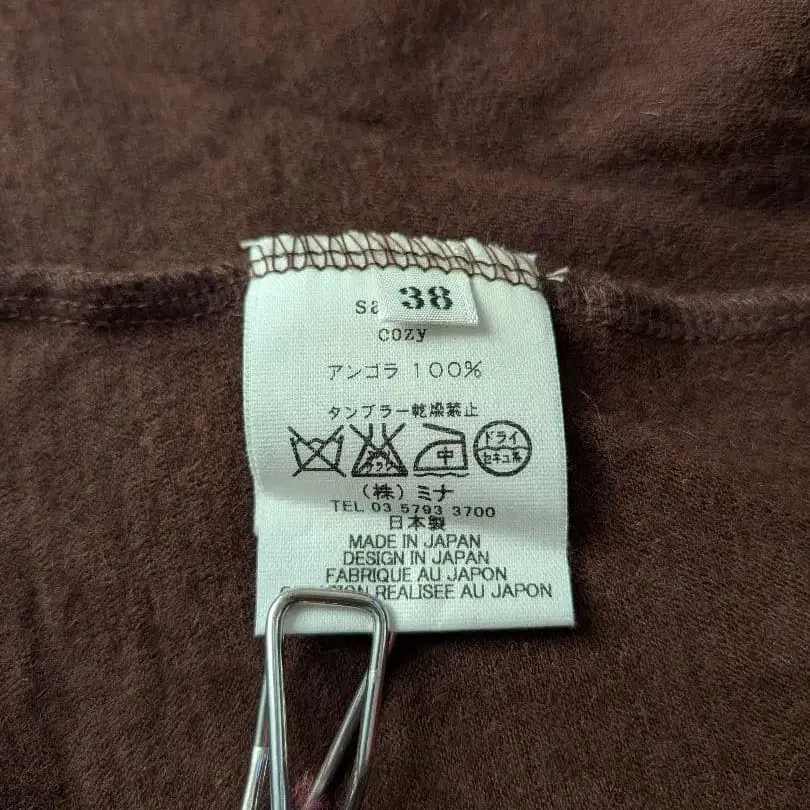 38
cozy
アンゴラ 100%
タンブラー乾燥禁止
中
ドライ
セキュ系
(株) ミナ
TEL 03 5793 3700
日本製
MADE IN JAPAN
DESIGN IN JAPAN
FABRIQUE AU JAPON
REALISEE AU JAPON